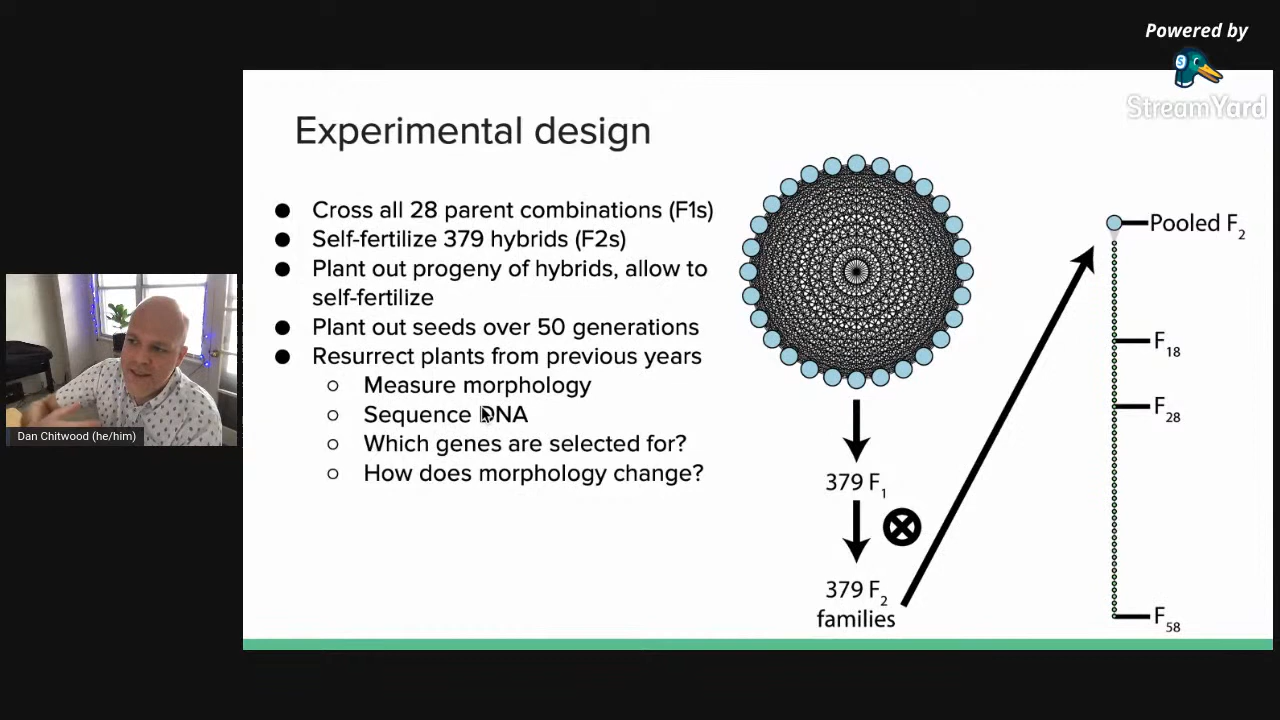 Powered by
StreamYard
Experimental design
● Cross all 28 parent combinations (F1s)
● Self-fertilize 379 hybrids (F2s)
● Plant out progeny of hybrids, allow to
self-fertilize
● Plant out seeds over 50 generations
● Resurrect plants from previous years
○ Measure morphology
○ Sequence DNA
○ Which genes are selected for?
○ How does morphology change?
379 F1
379 F2
families
Pooled F2
F18
F28
F58
Dan Chitwood (he/him)